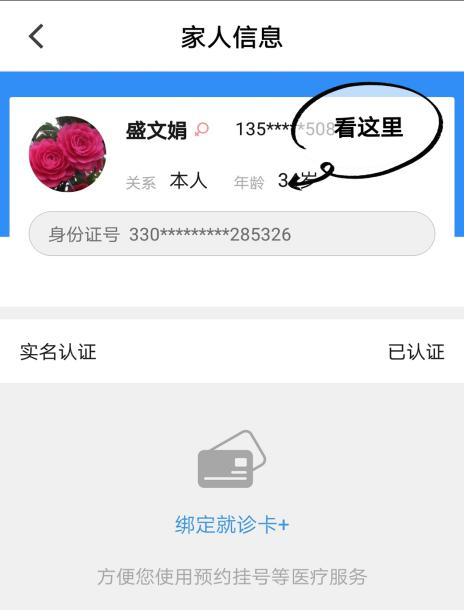 家人信息
盛文娟 135*****508
看这里
关系 本人 年龄 3 岁
身份证号 330*********285326
实名认证 已认证
绑定就诊卡+
方便您使用预约挂号等医疗服务